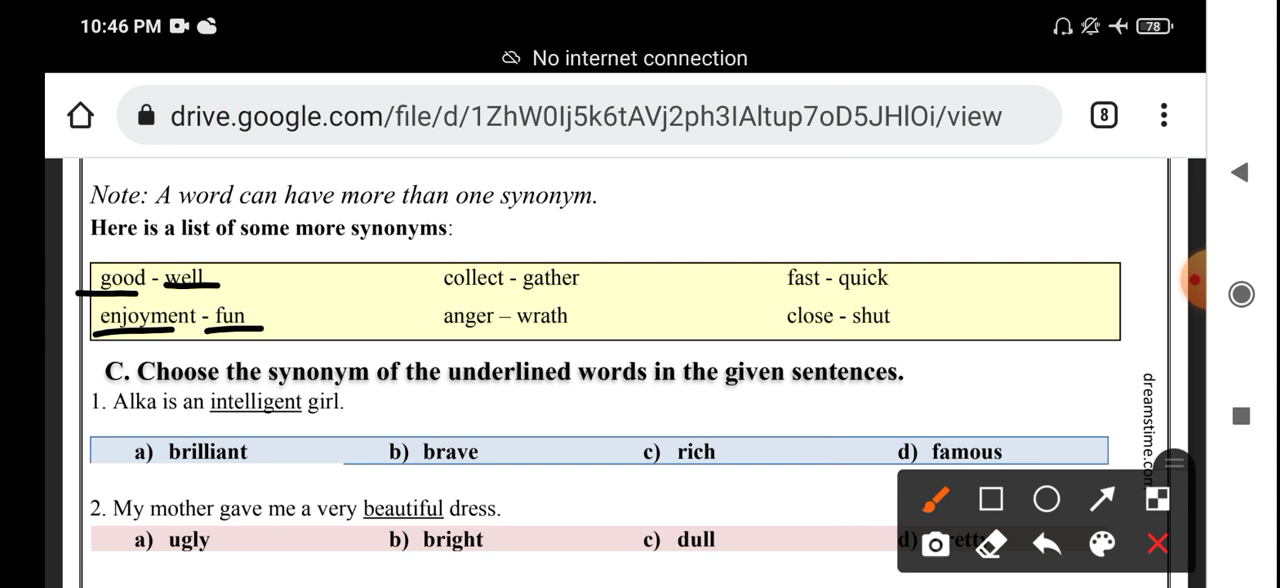 10:46 PM 78
No internet connection
drive.google.com/file/d/1ZhW0Ij5k6tAVj2ph3IAltup7oD5JHlOi/view 8
Note: A word can have more than one synonym.
Here is a list of some more synonyms:
good - well collect - gather fast - quick
enjoyment - fun anger – wrath close - shut
C. Choose the synonym of the underlined words in the given sentences.
1. Alka is an intelligent girl.
a) brilliant b) brave c) rich d) famous
2. My mother gave me a very beautiful dress.
a) ugly b) bright c) dull d)